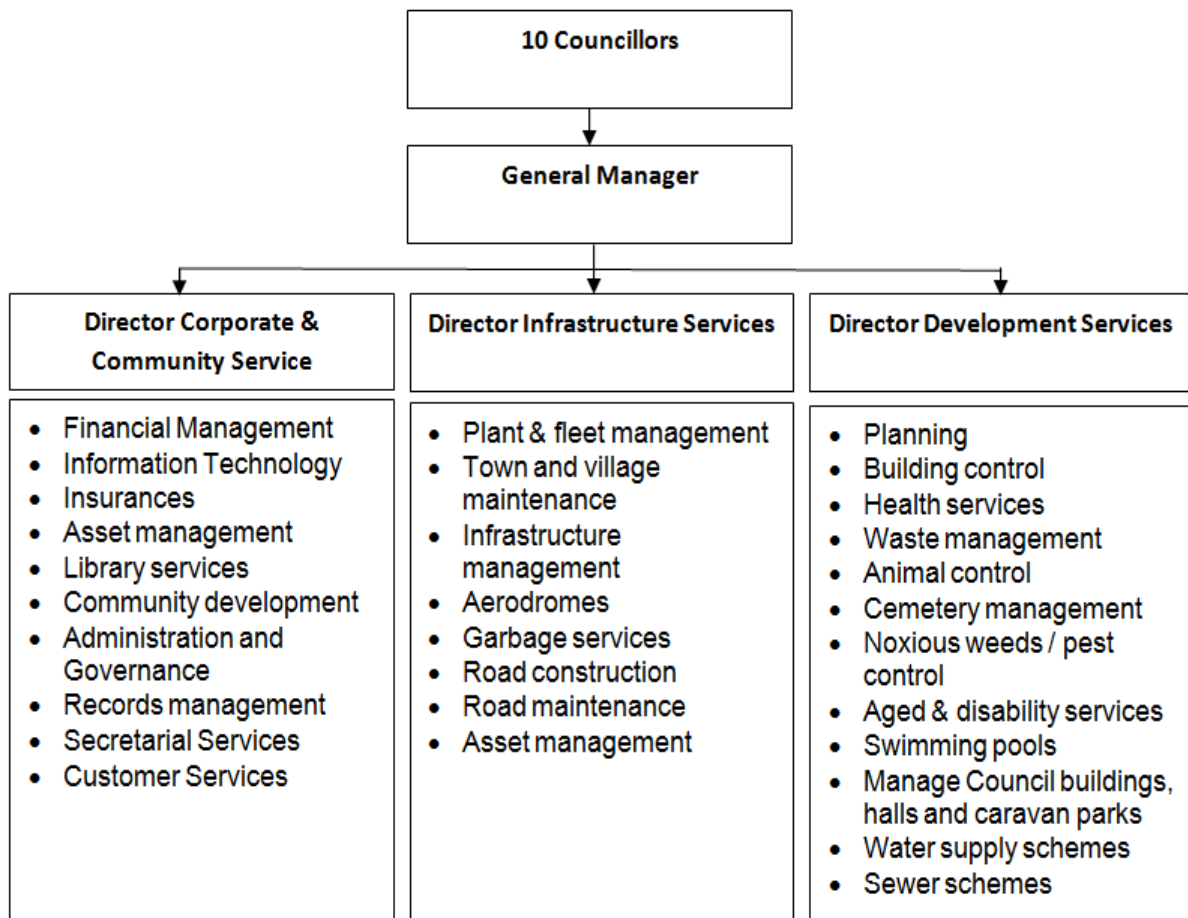 10 Councillors
General Manager
Director Corporate &
Community Service
• Financial Management
• Information Technology
• Insurances
• Asset management
• Library services
• Community development
• Administration and
Governance
• Records management
• Secretarial Services
• Customer Services
Director Infrastructure Services
• Plant & fleet management
• Town and village
maintenance
• Infrastructure
management
• Aerodromes
• Garbage services
• Road construction
• Road maintenance
• Asset management
Director Development Services
• Planning
• Building control
• Health services
• Waste management
• Animal control
• Cemetery management
• Noxious weeds / pest
control
• Aged & disability services
• Swimming pools
• Manage Council buildings,
halls and caravan parks
• Water supply schemes
• Sewer schemes